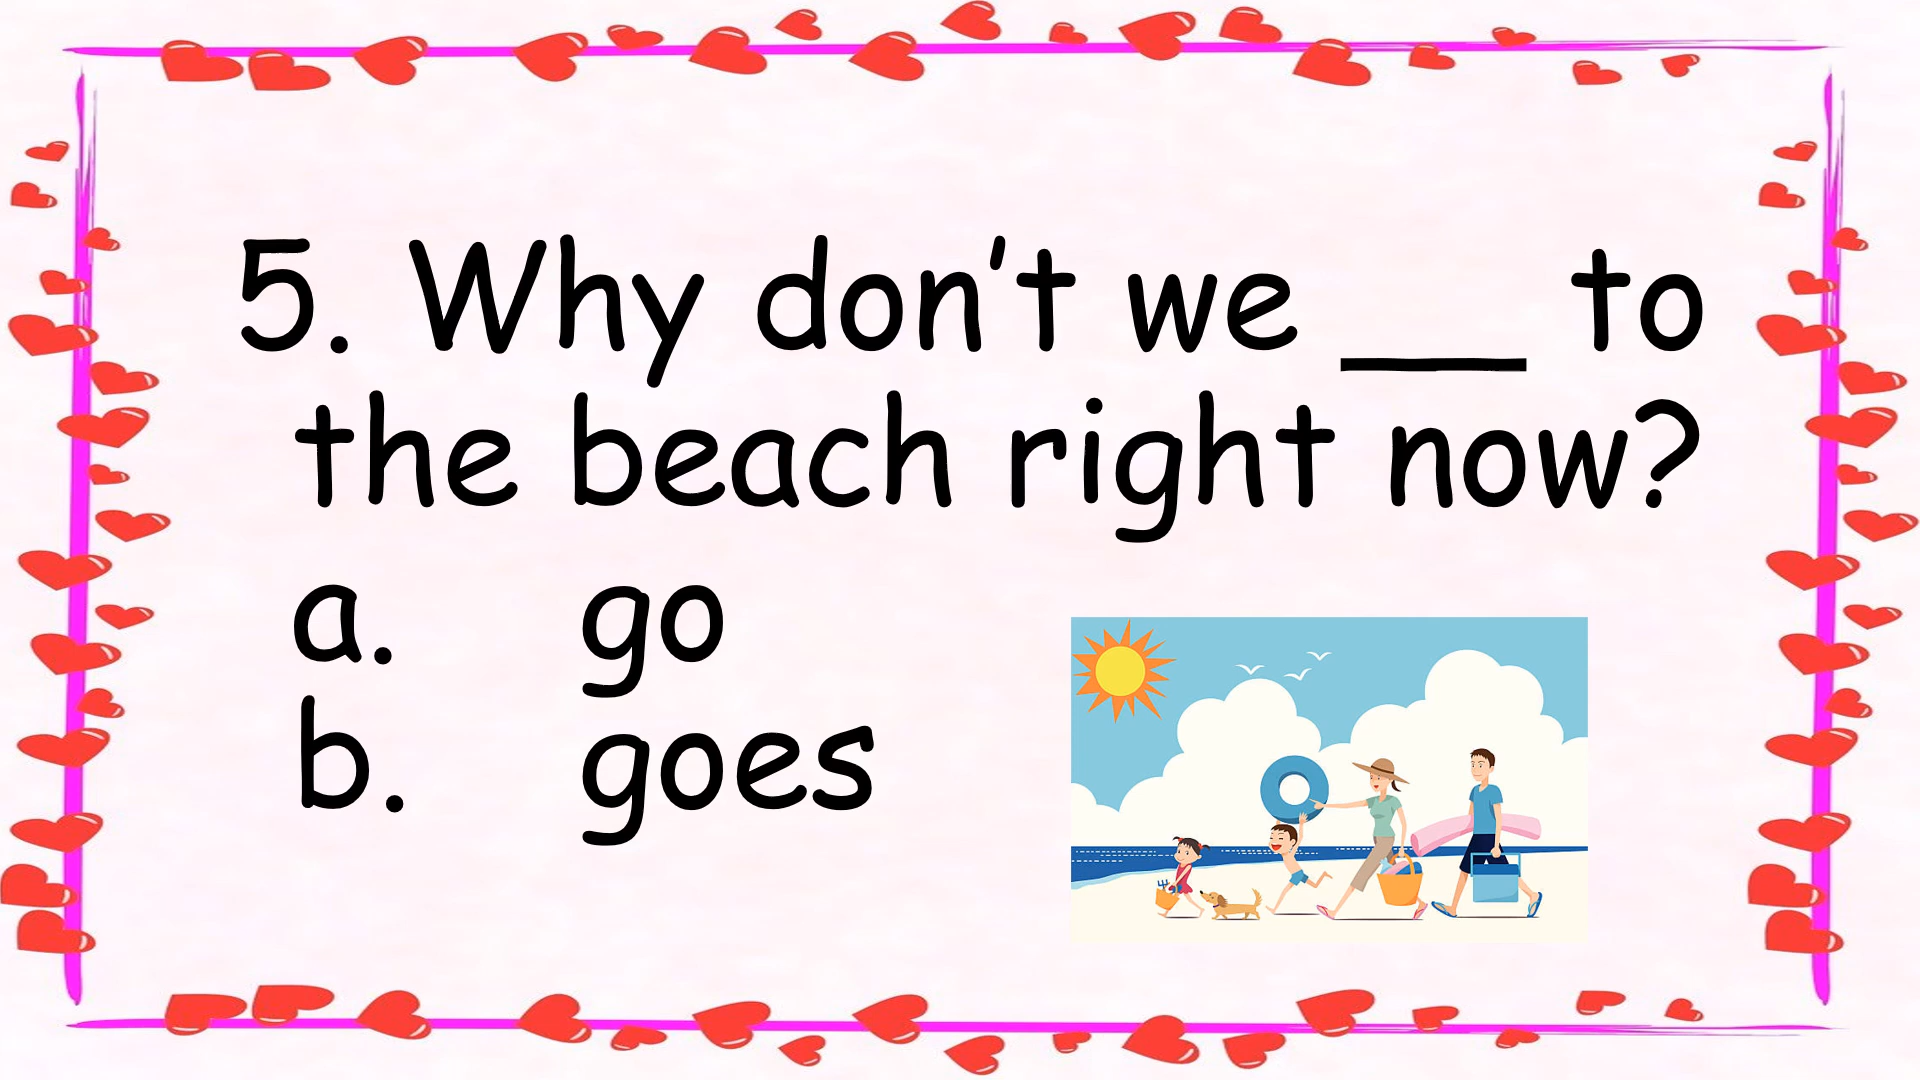 5. Why don’t we ___ to
the beach right now?
a. go
b. goes